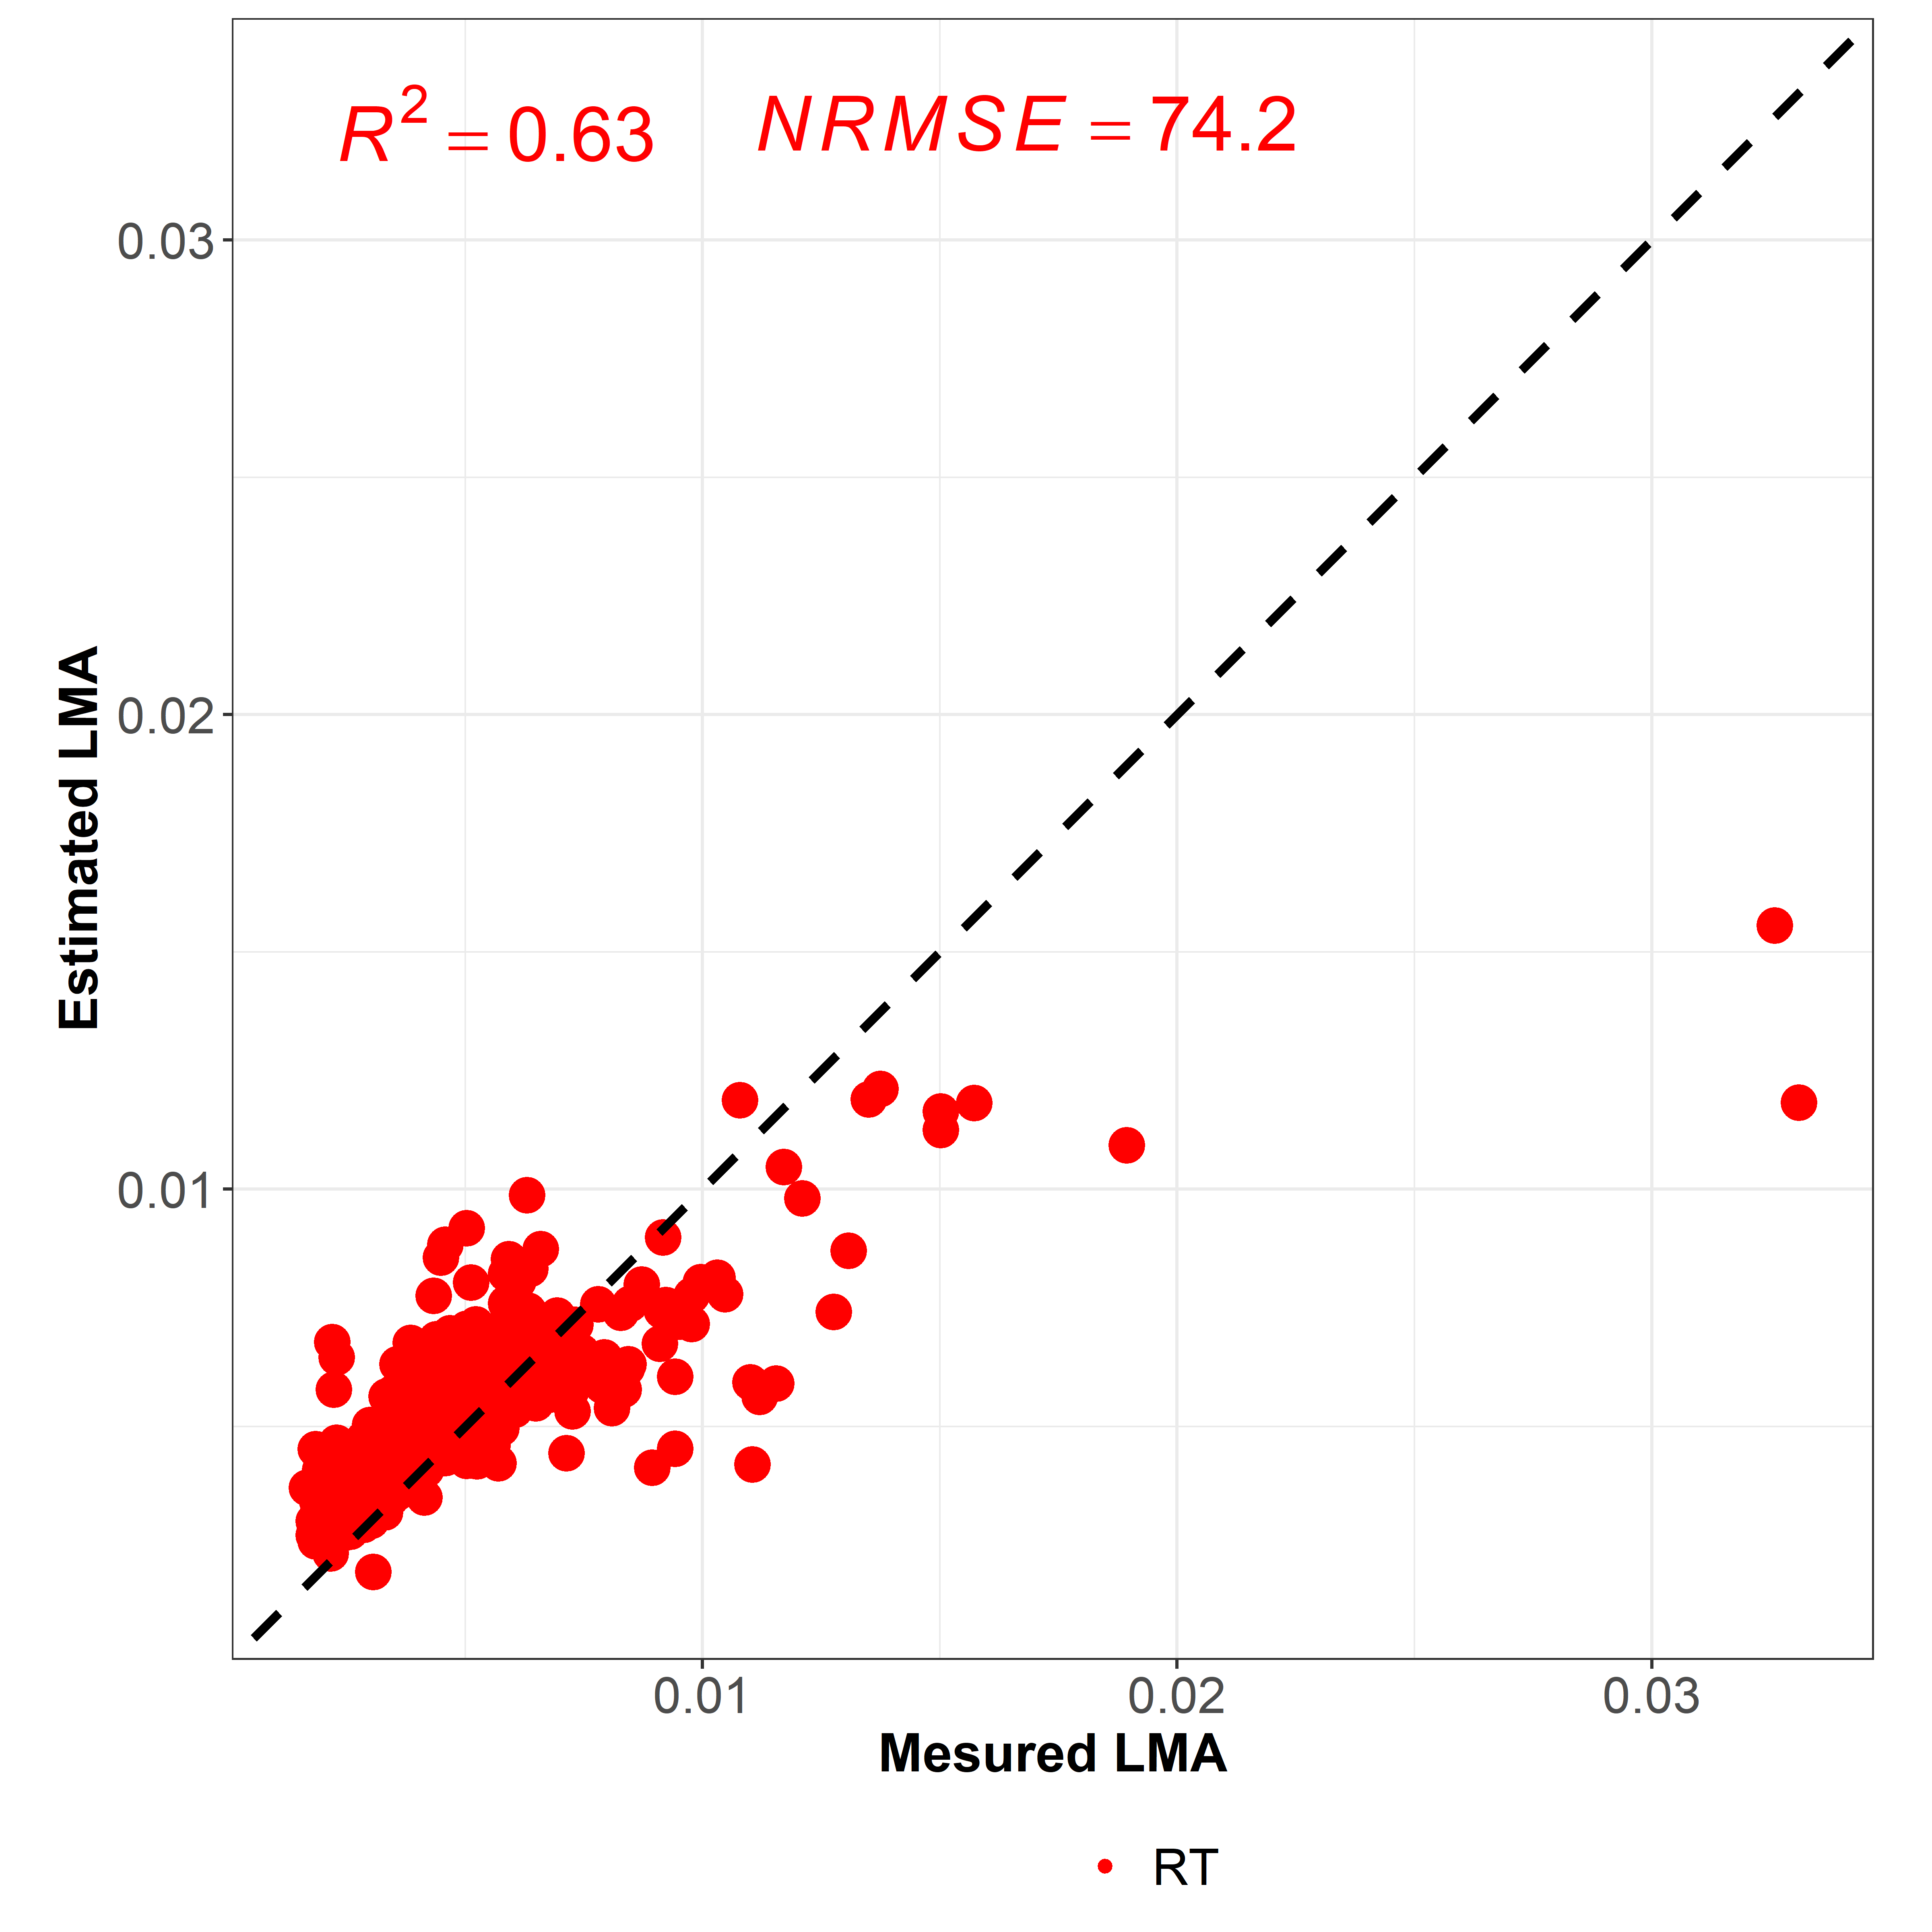 R² = 0.63 NRMSE = 74.2
0.03
0.02
0.01
Estimated LMA
0.01 0.02 0.03
Mesured LMA
RT